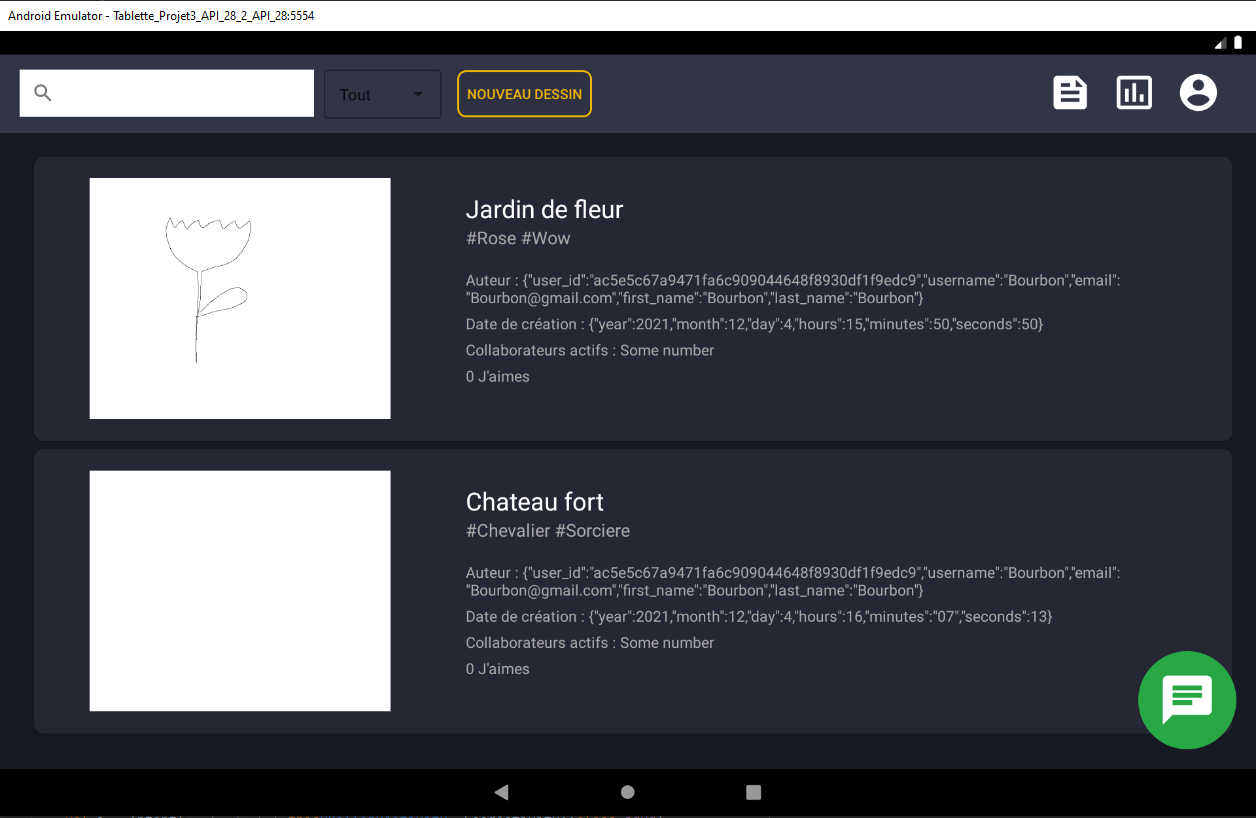 Android Emulator - Tablette_Projet3_API_28_2_API_28:5554
Tout
NOUVEAU DESSIN
Jardin de fleur
#Rose #Wow
Auteur : {"user_id":"ac5e5c67a9471fa6c909044648f8930df1f9edc9","username":"Bourbon","email":
"Bourbon@gmail.com","first_name":"Bourbon","last_name":"Bourbon"}
Date de création : {"year":2021,"month":12,"day":4,"hours":15,"minutes":50,"seconds":50}
Collaborateurs actifs : Some number
0 J'aimes
Chateau fort
#Chevalier #Sorciere
Auteur : {"user_id":"ac5e5c67a9471fa6c909044648f8930df1f9edc9","username":"Bourbon","email":
"Bourbon@gmail.com","first_name":"Bourbon","last_name":"Bourbon"}
Date de création : {"year":2021,"month":12,"day":4,"hours":16,"minutes":"07","seconds":13}
Collaborateurs actifs : Some number
0 J'aimes